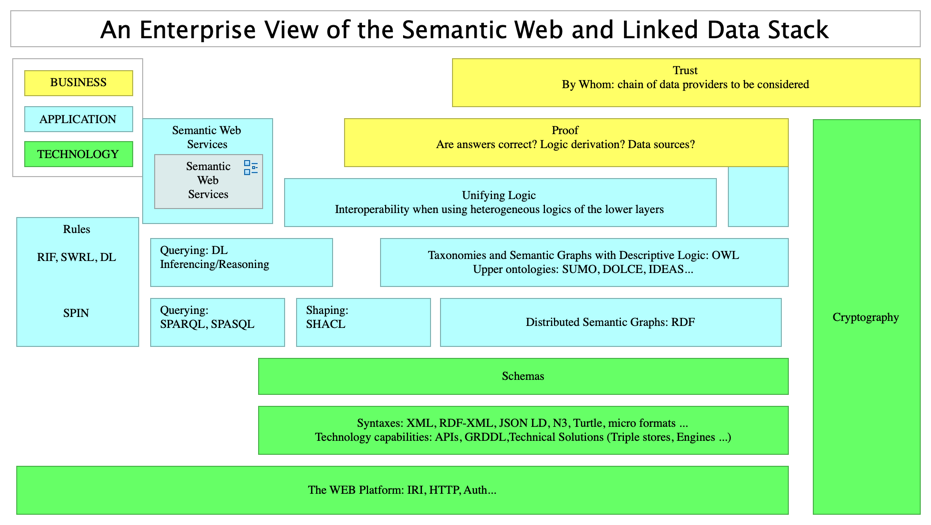 An Enterprise View of the Semantic Web and Linked Data Stack
BUSINESS
APPLICATION
TECHNOLOGY
Trust
By Whom: chain of data providers to be considered
Semantic Web
Services
Semantic
Web
Services
Proof
Are answers correct? Logic derivation? Data sources?
Unifying Logic
Interoperability when using heterogeneous logics of the lower layers
Rules
RIF, SWRL, DL
SPIN
Querying: DL
Inferencing/Reasoning
Taxonomies and Semantic Graphs with Descriptive Logic: OWL
Upper ontologies: SUMO, DOLCE, IDEAS...
Querying:
SPARQL, SPASQL
Shaping:
SHACL
Distributed Semantic Graphs: RDF
Cryptography
Schemas
Syntaxes: XML, RDF-XML, JSON LD, N3, Turtle, micro formats ...
Technology capabilities: APIs, GRDDL,Technical Solutions (Triple stores, Engines ...)
The WEB Platform: IRI, HTTP, Auth...